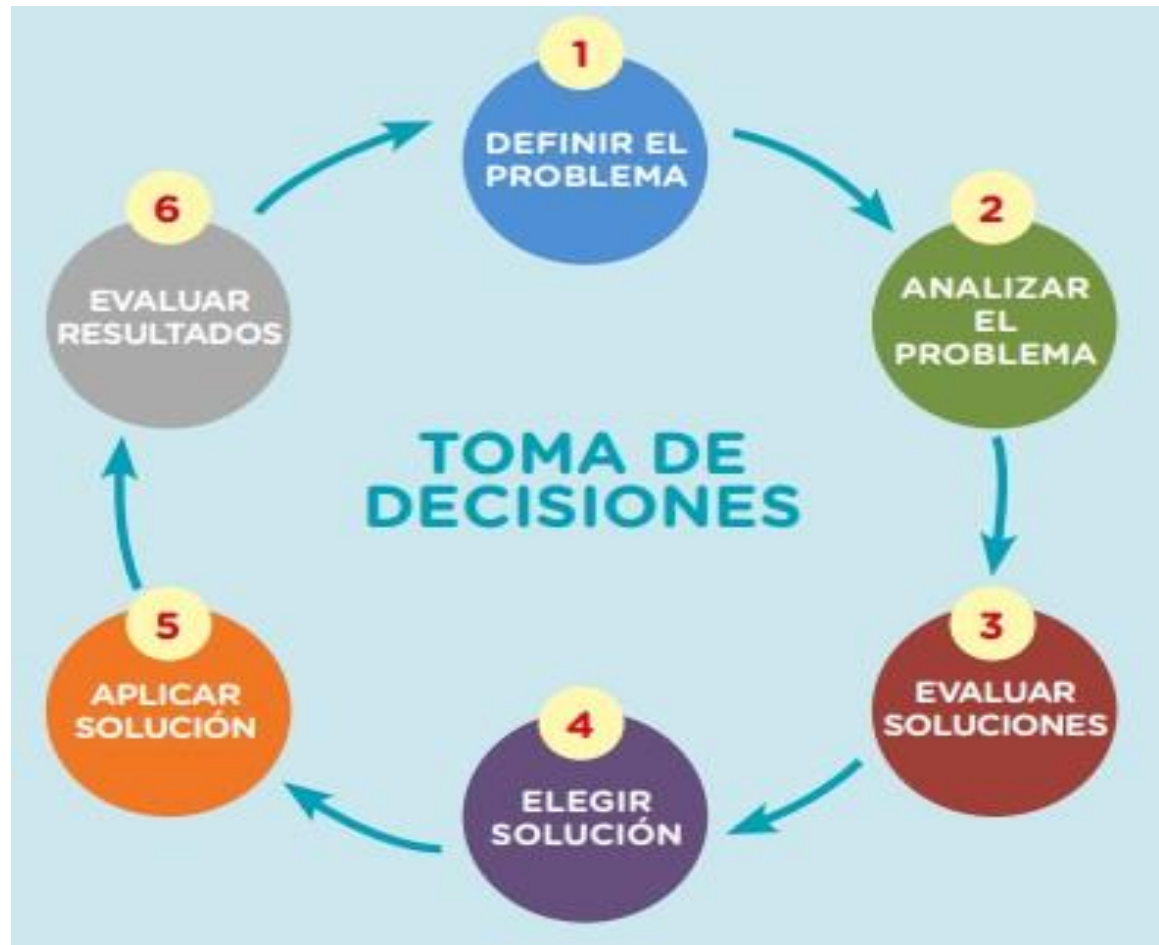 1
DEFINIR EL
PROBLEMA
2
ANALIZAR
EL
PROBLEMA
3
EVALUAR
SOLUCIONES
4
ELEGIR
SOLUCIÓN
5
APLICAR
SOLUCIÓN
6
EVALUAR
RESULTADOS
TOMA DE
DECISIONES